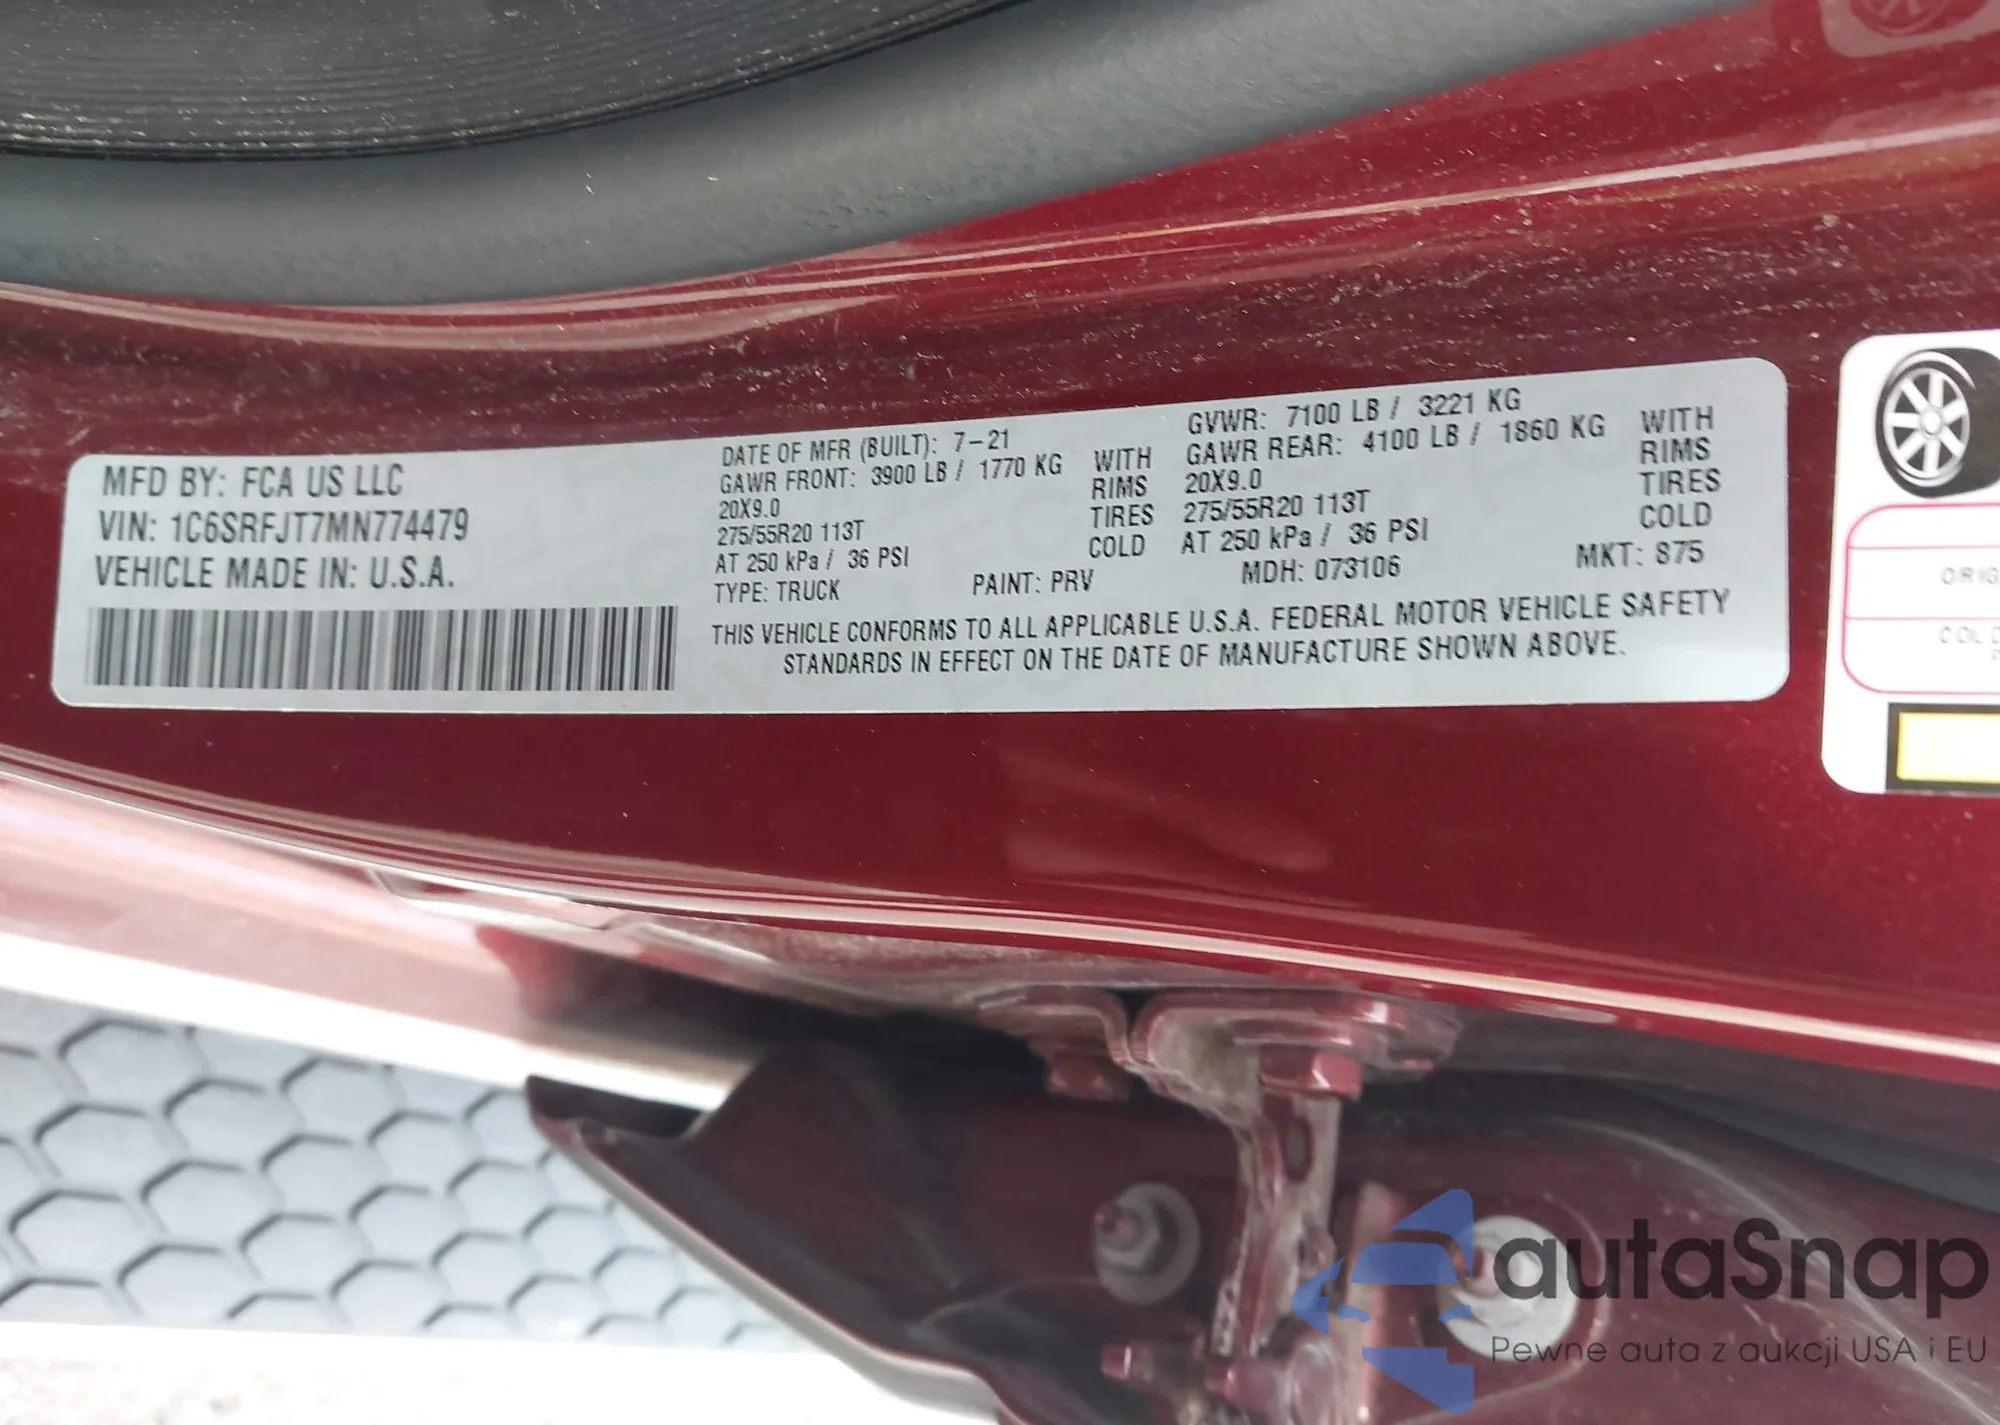 MFD BY: FCA US LLC
VIN: 1C6SRFJT7MN774479
VEHICLE MADE IN: U.S.A.
DATE OF MFR (BUILT): 7-21
GAWR FRONT: 3900 LB / 1770 KG WITH
20X9.0 RIMS
275/55R20 113T TIRES
AT 250 kPa / 36 PSI COLD
GVWR: 7100 LB / 3221 KG
GAWR REAR: 4100 LB / 1860 KG WITH
20X9.0 RIMS
275/55R20 113T TIRES
AT 250 kPa / 36 PSI COLD
TYPE: TRUCK PAINT: PRV MDH: 073106 MKT: 875
THIS VEHICLE CONFORMS TO ALL APPLICABLE U.S.A. FEDERAL MOTOR VEHICLE SAFETY
STANDARDS IN EFFECT ON THE DATE OF MANUFACTURE SHOWN ABOVE.
ORIG
COLD
autaSnap
Pewne auta z aukcji USA i EU